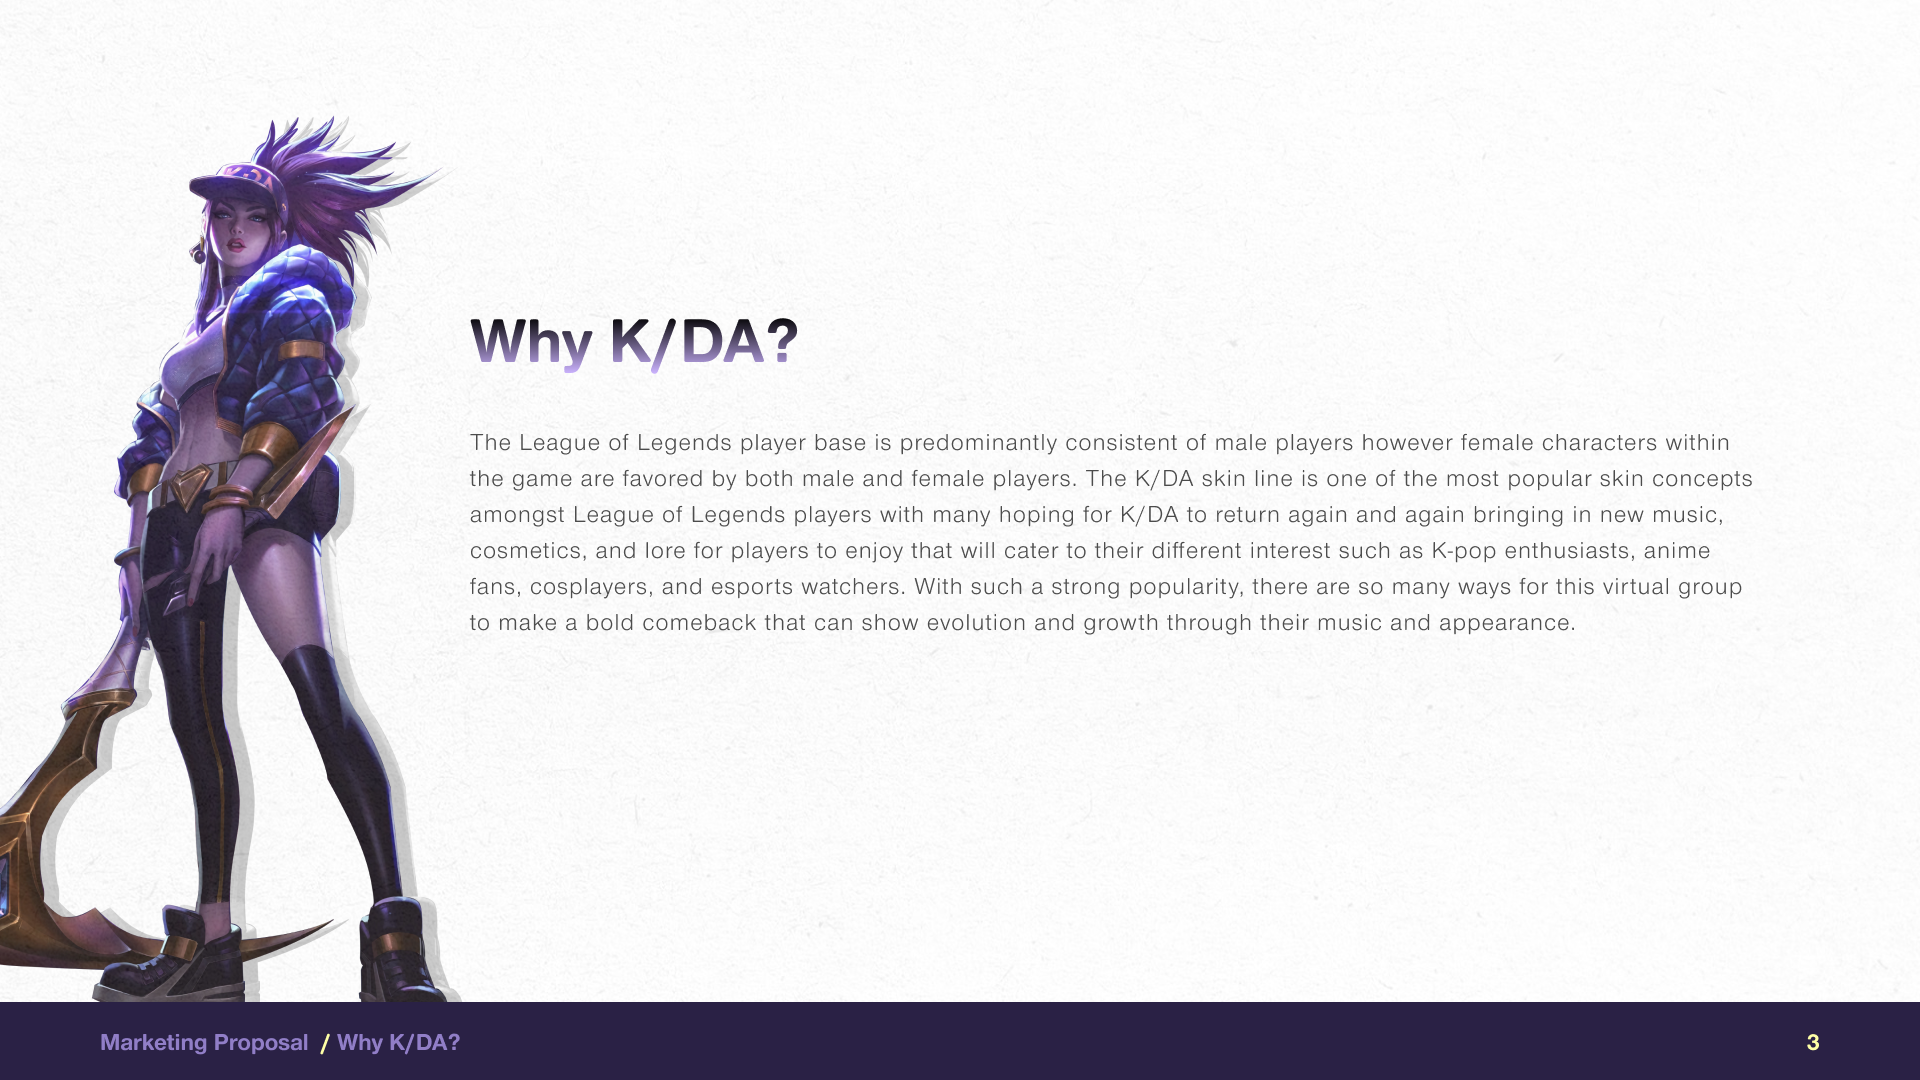 K/DA
Why K/DA?
The League of Legends player base is predominantly consistent of male players however female characters within
the game are favored by both male and female players. The K/DA skin line is one of the most popular skin concepts
amongst League of Legends players with many hoping for K/DA to return again and again bringing in new music,
cosmetics, and lore for players to enjoy that will cater to their different interest such as K-pop enthusiasts, anime
fans, cosplayers, and esports watchers. With such a strong popularity, there are so many ways for this virtual group
to make a bold comeback that can show evolution and growth through their music and appearance.
Marketing Proposal / Why K/DA? 3